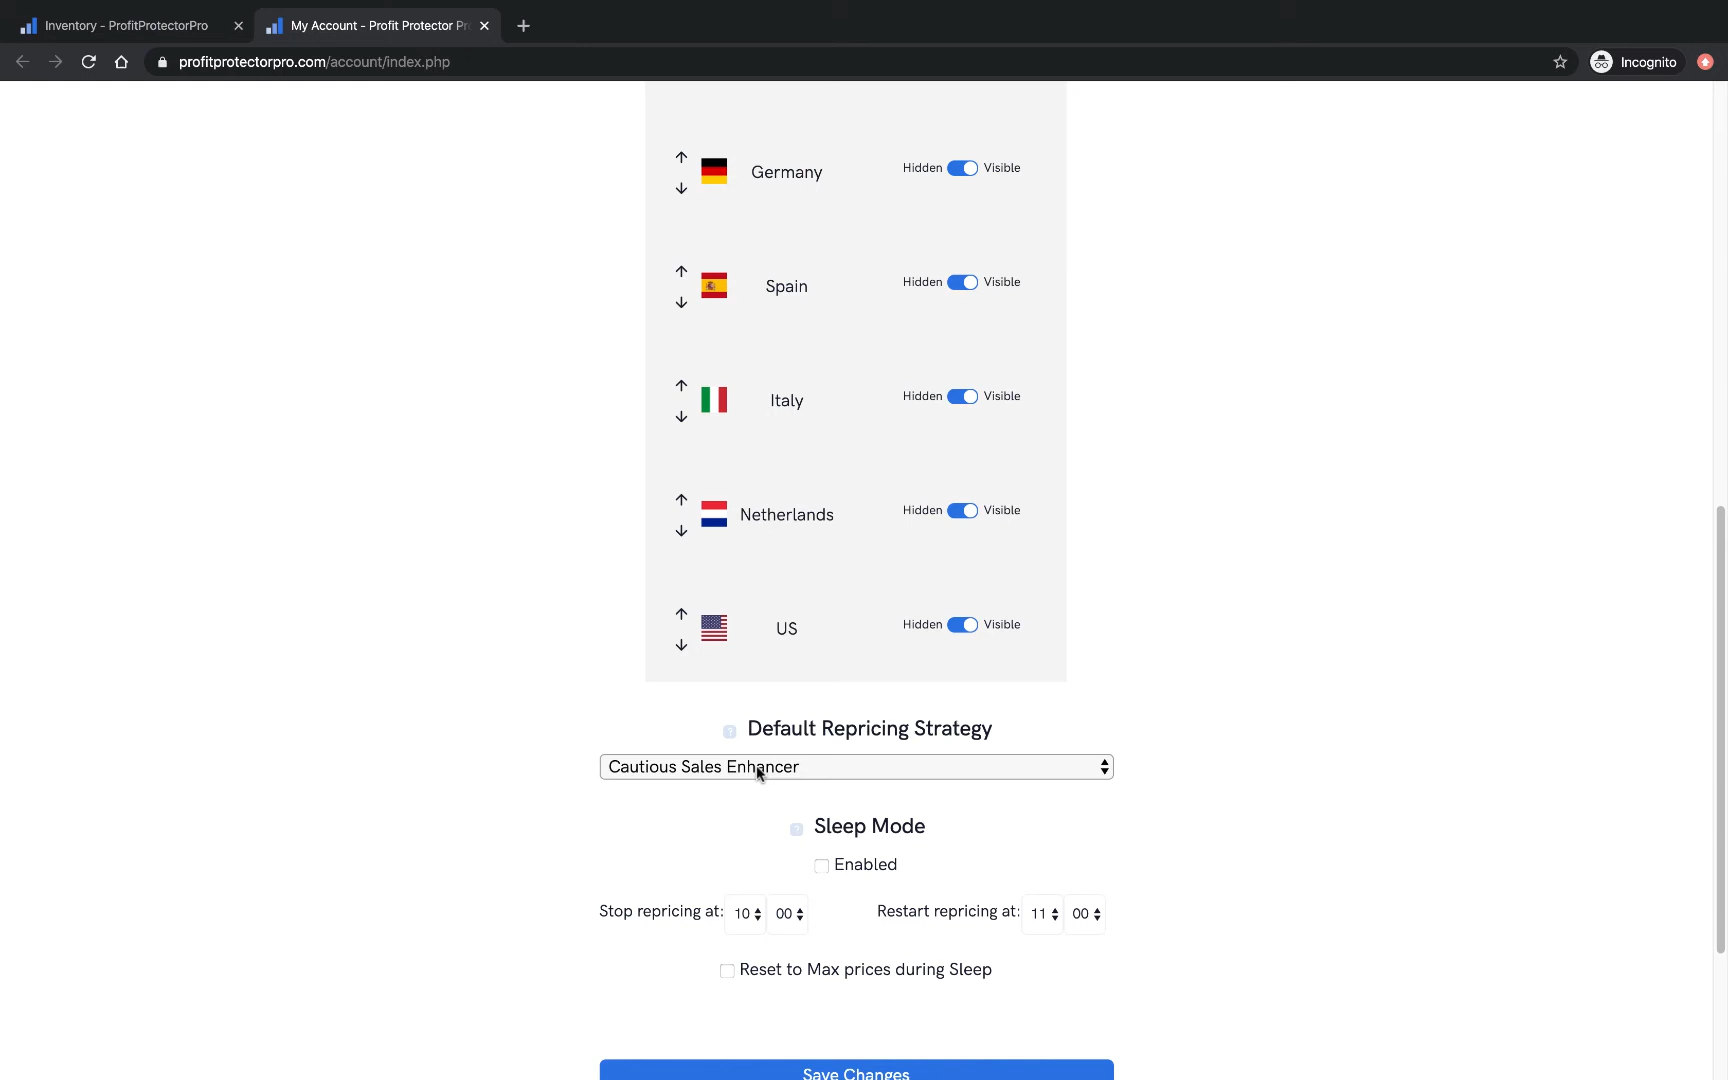 Inventory - ProfitProtectorPro
My Account - Profit Protector Pr
profitprotectorpro.com/account/index.php
Incognito
Germany Hidden Visible
Spain Hidden Visible
Italy Hidden Visible
Netherlands Hidden Visible
US Hidden Visible
? Default Repricing Strategy
Cautious Sales Enhancer
? Sleep Mode
Enabled
Stop repricing at: 10 00 Restart repricing at: 11 00
Reset to Max prices during Sleep
Save Changes